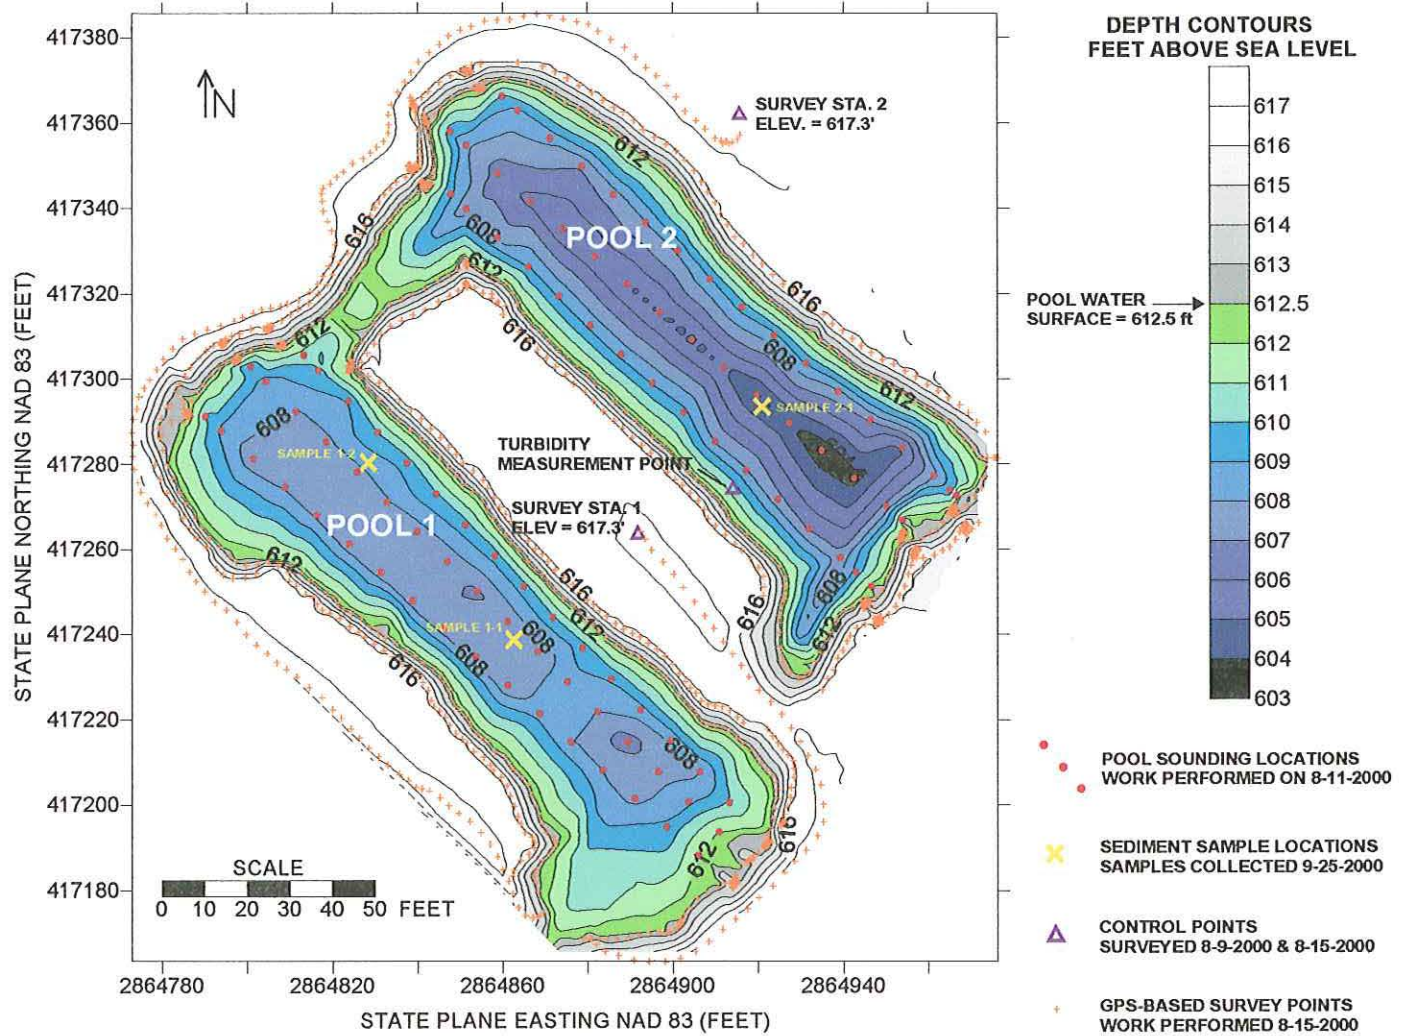 DEPTH CONTOURS
FEET ABOVE SEA LEVEL
617
616
615
614
613
612.5
612
611
610
609
608
607
606
605
604
603
POOL WATER
SURFACE = 612.5 ft
POOL SOUNDING LOCATIONS
WORK PERFORMED ON 8-11-2000
SEDIMENT SAMPLE LOCATIONS
SAMPLES COLLECTED 9-25-2000
CONTROL POINTS
SURVEYED 8-9-2000 & 8-15-2000
GPS-BASED SURVEY POINTS
WORK PERFORMED 8-15-2000
STATE PLANE NORTHING NAD 83 (FEET)
417380
417360
417340
417320
417300
417280
417260
417240
417220
417200
417180
N
SURVEY STA. 2
ELEV. = 617.3'
612
616
608
POOL 2
612
616
616
612
608
612
608
SAMPLE 2-1
SAMPLE 1-2
TURBIDITY
MEASUREMENT POINT
POOL 1
SURVEY STA. 1
ELEV = 617.3'
612
616
608
616
612
612
SAMPLE 1-1
608
608
616
608
616
612
SCALE
0 10 20 30 40 50 FEET
2864780
2864820
2864860
2864900
2864940
STATE PLANE EASTING NAD 83 (FEET)